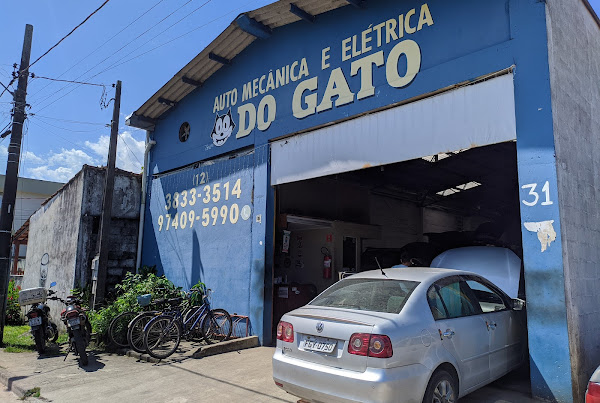 AUTO MECÂNICA E ELÉTRICA
DO GATO
(12)
3833-3514
97409-5990
31